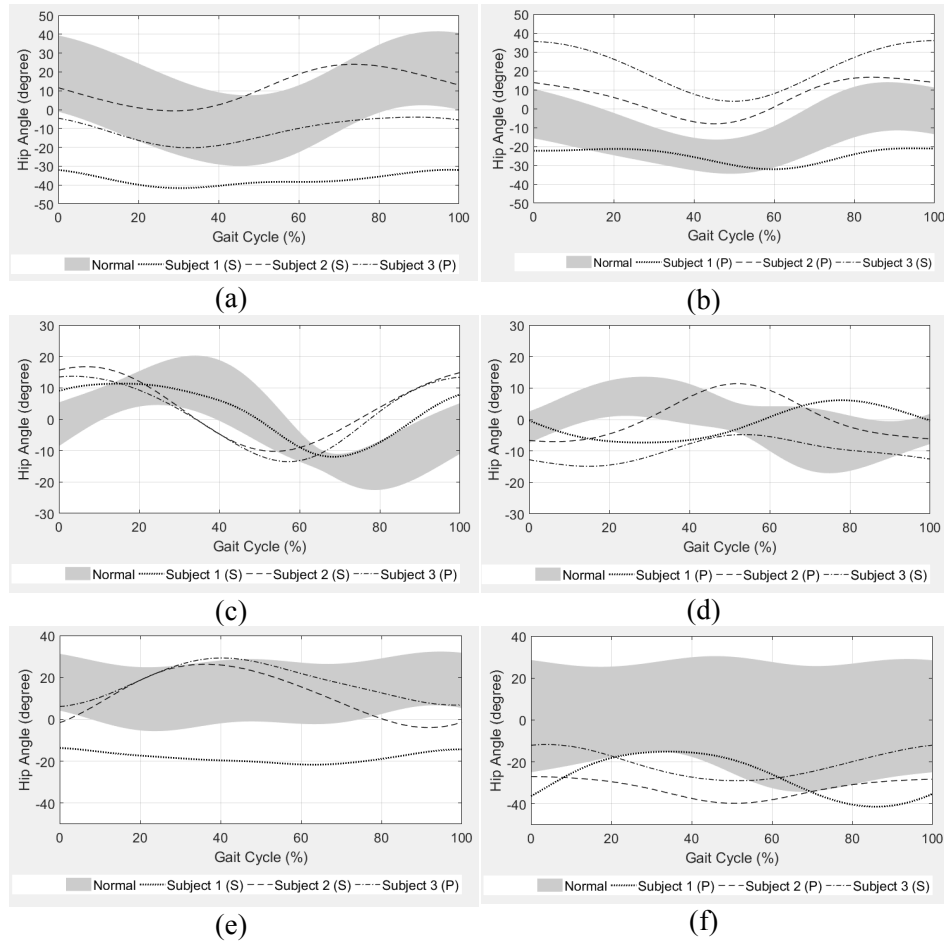 50
40
30
20
10
0
-10
-20
-30
-40
-50
0 20 40 60 80 100
Hip Angle (degree)
Gait Cycle (%)
Normal Subject 1 (S) Subject 2 (S) Subject 3 (P)
(a)
50
40
30
20
10
0
-10
-20
-30
-40
-50
0 20 40 60 80 100
Hip Angle (degree)
Gait Cycle (%)
Normal Subject 1 (P) Subject 2 (P) Subject 3 (S)
(b)
30
20
10
0
-10
-20
-30
0 20 40 60 80 100
Hip Angle (degree)
Gait Cycle (%)
Normal Subject 1 (S) Subject 2 (S) Subject 3 (P)
(c)
30
20
10
0
-10
-20
-30
0 20 40 60 80 100
Hip Angle (degree)
Gait Cycle (%)
Normal Subject 1 (P) Subject 2 (P) Subject 3 (S)
(d)
40
20
0
-20
-40
0 20 40 60 80 100
Hip Angle (degree)
Gait Cycle (%)
Normal Subject 1 (S) Subject 2 (S) Subject 3 (P)
(e)
40
20
0
-20
-40
0 20 40 60 80 100
Hip Angle (degree)
Gait Cycle (%)
Normal Subject 1 (P) Subject 2 (P) Subject 3 (S)
(f)